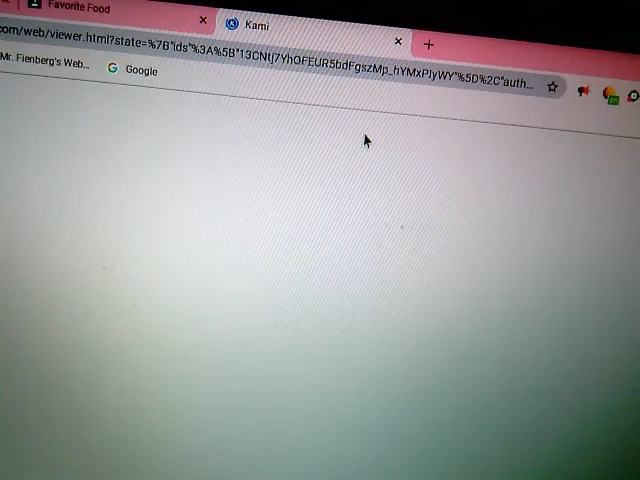 Favorite Food
Kami
com/web/viewer.html?state=%7B"ids"%3A%5B"13CNtj7YhOFEUR5bdFgszMp_hYMxPJyWY"%5D%2C"auth...
Mr. Fienberg's Web...
Google